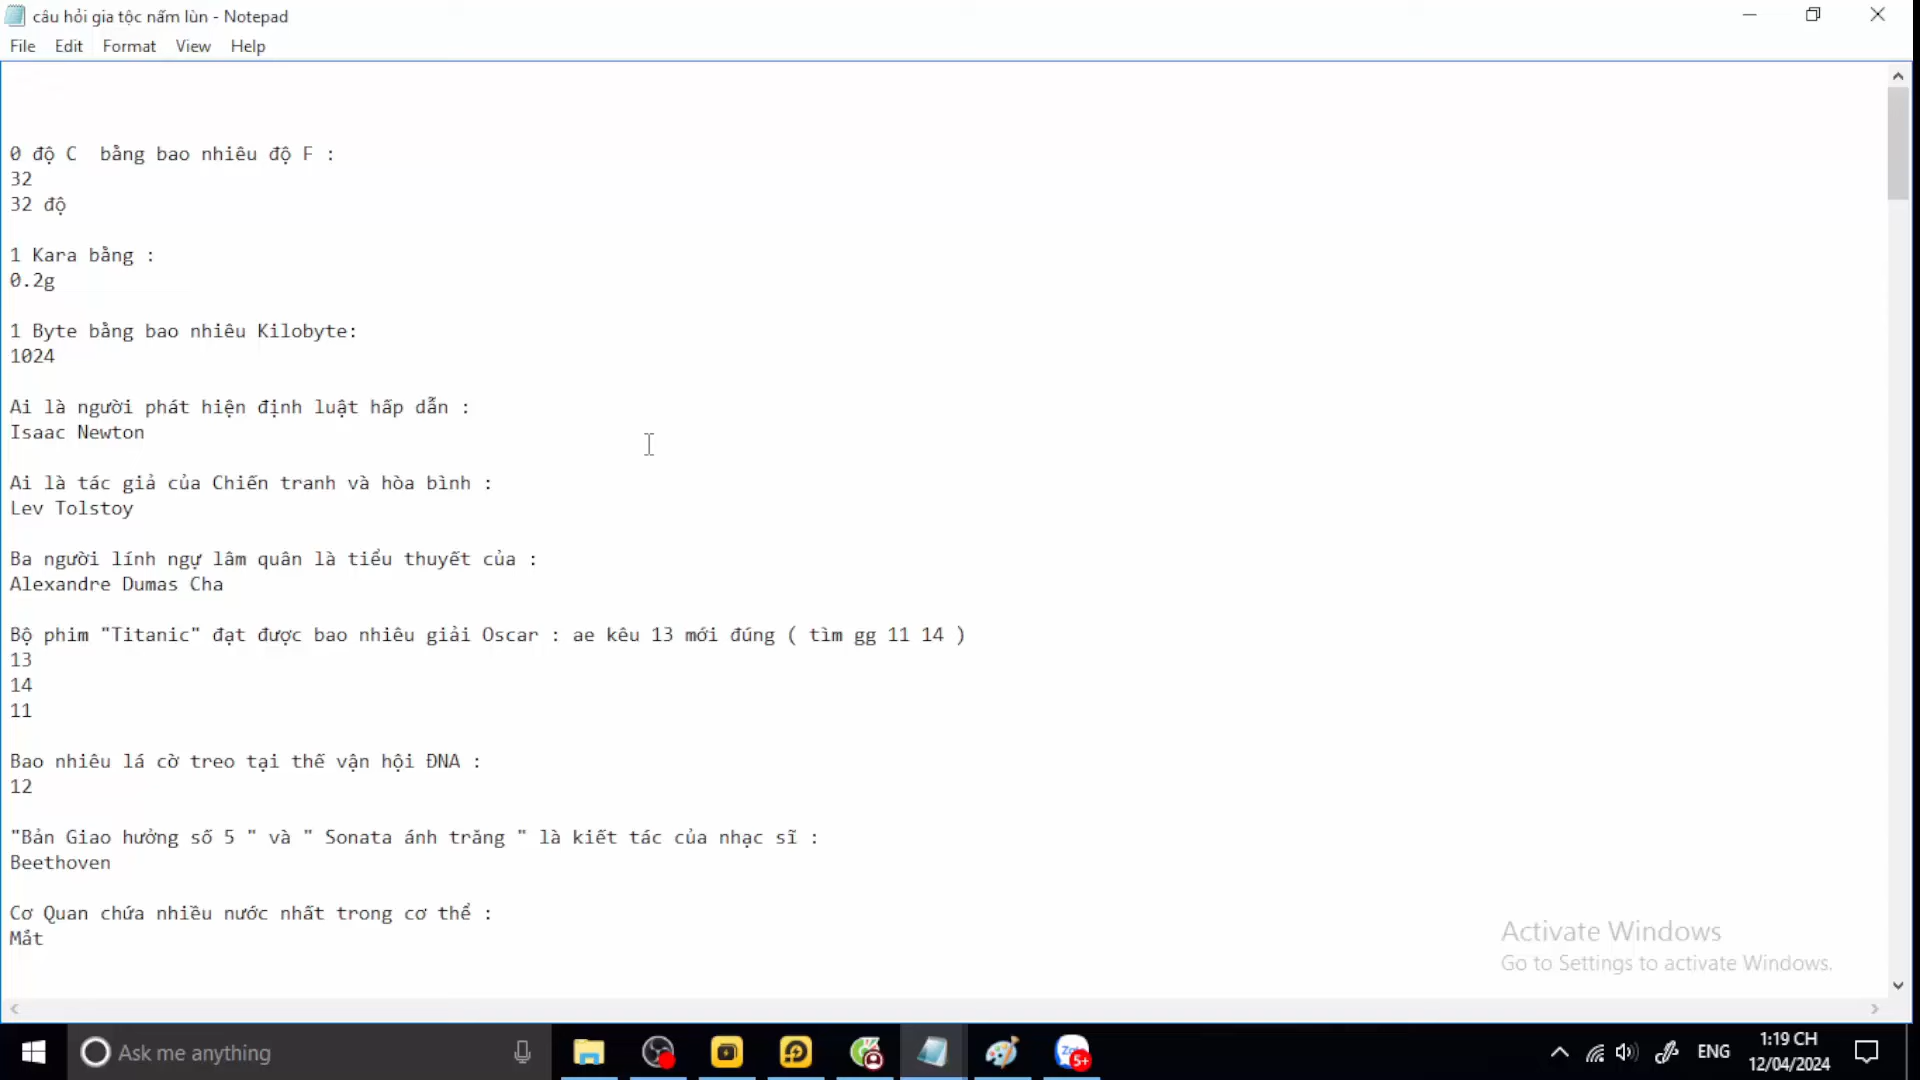 câu hỏi gia tộc nấm lùn - Notepad
File Edit Format View Help
0 độ C  bằng bao nhiêu độ F :
32
32 độ
1 Kara bằng :
0.2g
1 Byte bằng bao nhiêu Kilobyte:
1024
Ai là người phát hiện định luật hấp dẫn :
Isaac Newton
Ai là tác giả của Chiến tranh và hòa bình :
Lev Tolstoy
Ba người lính ngự lâm quân là tiểu thuyết của :
Alexandre Dumas Cha
Bộ phim "Titanic" đạt được bao nhiêu giải Oscar : ae kêu 13 mới đúng ( tìm gg 11 14 )
13
14
11
Bao nhiêu lá cờ treo tại thế vận hội ĐNA :
12
"Bản Giao hưởng số 5 " và " Sonata ánh trăng " là kiết tác của nhạc sĩ :
Beethoven
Cơ Quan chứa nhiều nước nhất trong cơ thể :
Mắt
Activate Windows
Go to Settings to activate Windows.
Ask me anything
5+
ENG
1:19 CH
12/04/2024